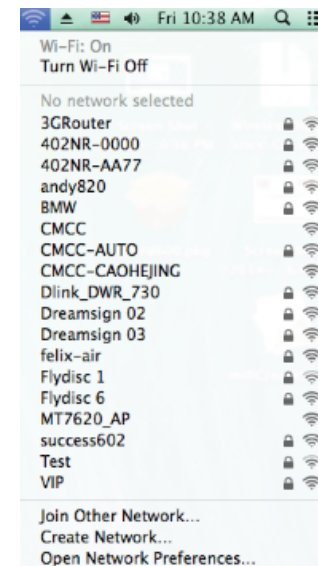 Fri 10:38 AM
Wi-Fi: On
Turn Wi-Fi Off
No network selected
3GRouter
402NR-0000
402NR-AA77
andy820
BMW
CMCC
CMCC-AUTO
CMCC-CAOHEJING
Dlink_DWR_730
Dreamsign 02
Dreamsign 03
felix-air
Flydisc 1
Flydisc 6
MT7620_AP
success602
Test
VIP
Join Other Network...
Create Network...
Open Network Preferences...